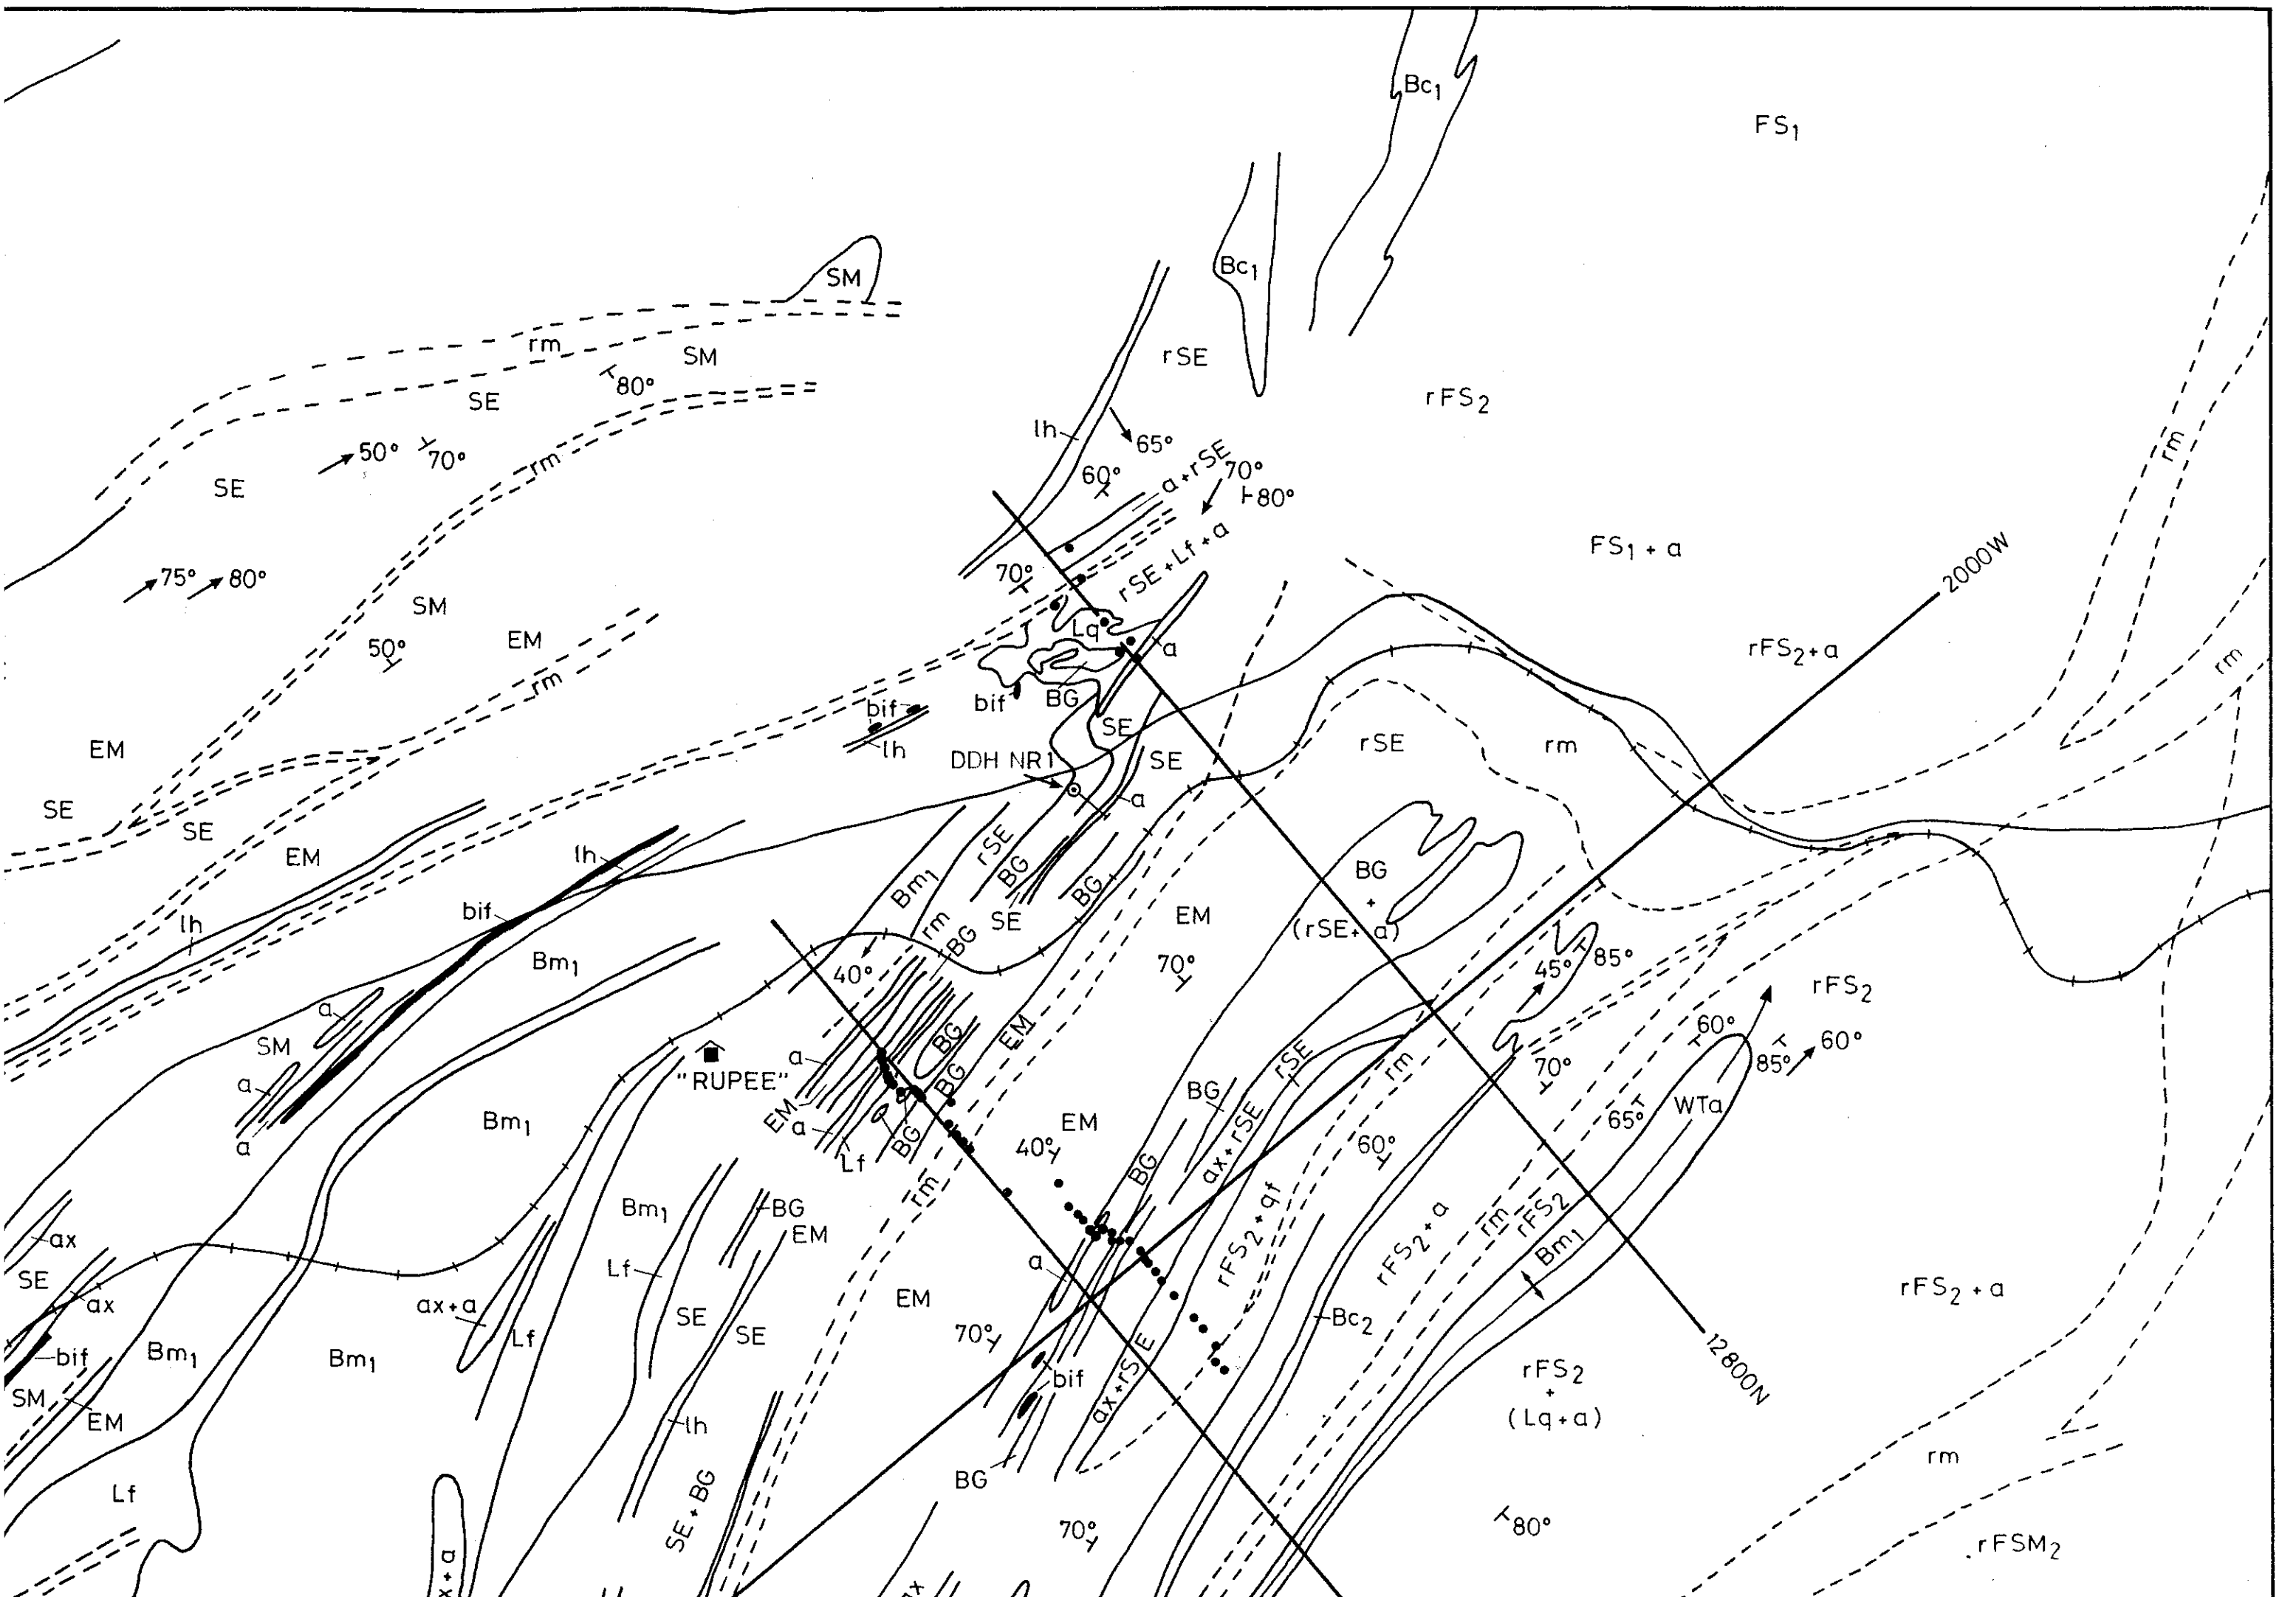 Bc1
FS1
SM
Bc1
rm
SM
rSE
80°
SE
rFS2
lh
65°
50°
70°
rm
60°
a+rSE
70°
80°
SE
rSE+Lf+a
FS1 + a
2000W
75°
80°
70°
SM
Lq
a
EM
50°
rFS2+a
rm
rm
rm
bif
BG
bif
SE
EM
lh
rSE
rm
DDH NR1
SE
a
SE
SE
EM
lh
rSE
BG
BG
BG
+
(rSE+ a)
Bm1
bif
lh
SE
EM
rm
BG
Bm1
40°
70°
45°
85°
rFS2
a
SM
BG
EM
60°
85°
60°
"RUPEE"
a
BG
rSE
rm
70°
a
BG
WTa
EM
Bm1
EM
a
a
Lf
BG
ax+rSE
65°
60°
40°
BG
rm
Bm1
BG
EM
rFS2+qf
rFS2+a
rm
rFS2
Bm1
ax
Lf
a
SE
ax
ax+a
Lf
SE
SE
EM
Bc2
rFS2 + a
70°
bif
Bm1
Bm1
bif
12800N
SM
EM
lh
ax+rSE
rFS2
+
(Lq+a)
rm
BG
Lf
SE+BG
70°
80°
rFSM2
x+a